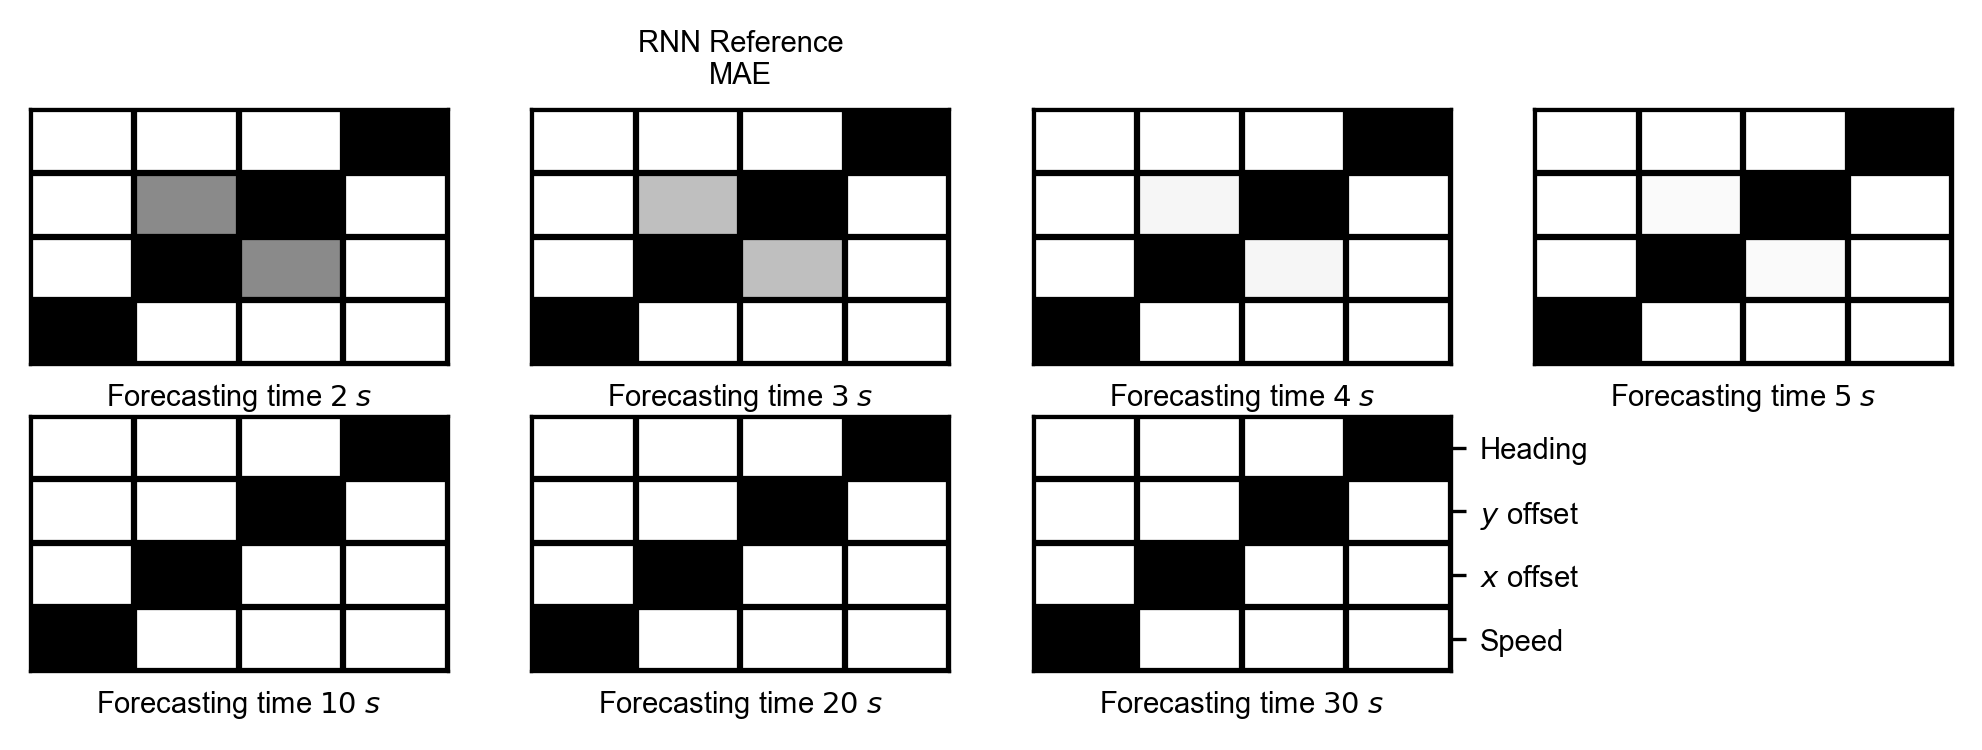 RNN Reference
MAE
Forecasting time 2 s
Forecasting time 3 s
Forecasting time 4 s
Forecasting time 5 s
Heading
y offset
x offset
Speed
Forecasting time 10 s
Forecasting time 20 s
Forecasting time 30 s